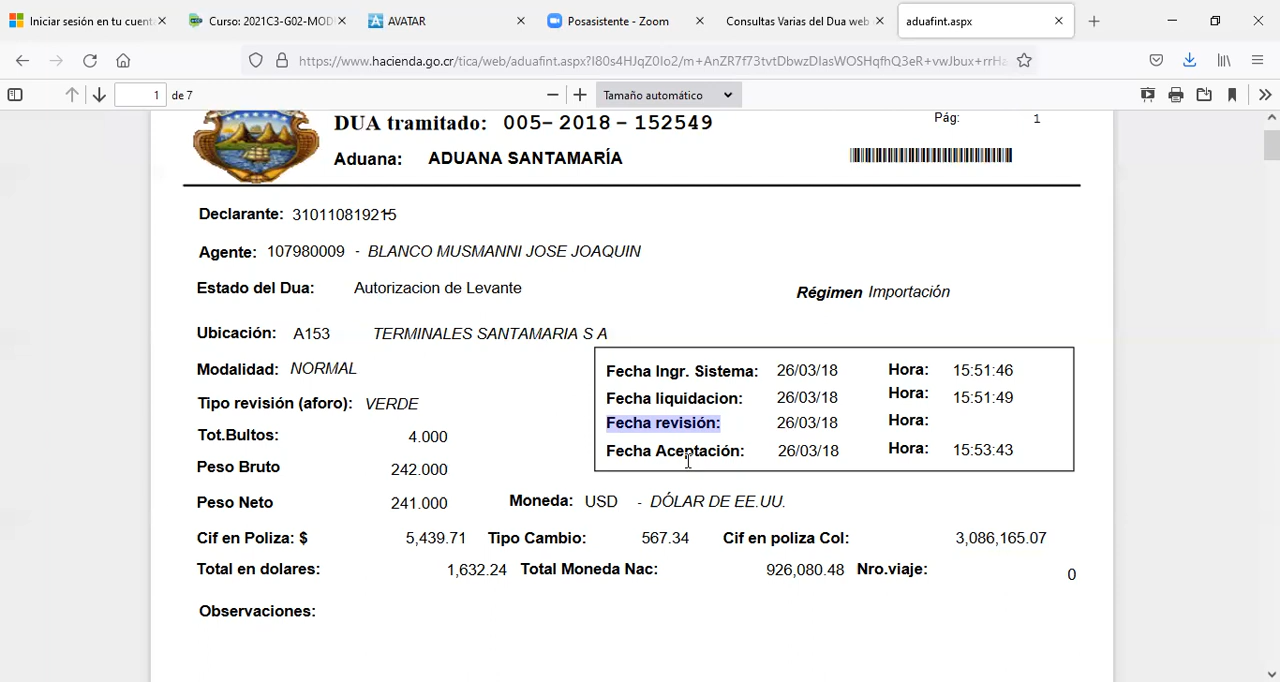 Iniciar sesión en tu cuenta
Curso: 2021C3-G02-MOD
AVATAR
Posasistente - Zoom
Consultas Varias del Dua web
aduafint.aspx
https://www.hacienda.go.cr/tica/web/aduafint.aspx?I80s4HJqZ0Io2/m+AnZR7f73tvtDbwzDIasWOSHqfhQ3eR+vwJbux+rrHa
1 de 7
Tamaño automático
DUA tramitado: 005- 2018 - 152549
Pág: 1
Aduana: ADUANA SANTAMARÍA
Declarante: 310110819215
Agente: 107980009 - BLANCO MUSMANNI JOSE JOAQUIN
Estado del Dua: Autorizacion de Levante
Régimen Importación
Ubicación: A153 TERMINALES SANTAMARIA S A
Modalidad: NORMAL
Fecha Ingr. Sistema: 26/03/18 Hora: 15:51:46
Fecha liquidacion: 26/03/18 Hora: 15:51:49
Tipo revisión (aforo): VERDE
Fecha revisión: 26/03/18 Hora:
Tot.Bultos: 4.000
Fecha Aceptación: 26/03/18 Hora: 15:53:43
Peso Bruto 242.000
Peso Neto 241.000 Moneda: USD - DÓLAR DE EE.UU.
Cif en Poliza: $ 5,439.71 Tipo Cambio: 567.34 Cif en poliza Col: 3,086,165.07
Total en dolares: 1,632.24 Total Moneda Nac: 926,080.48 Nro.viaje: 0
Observaciones: